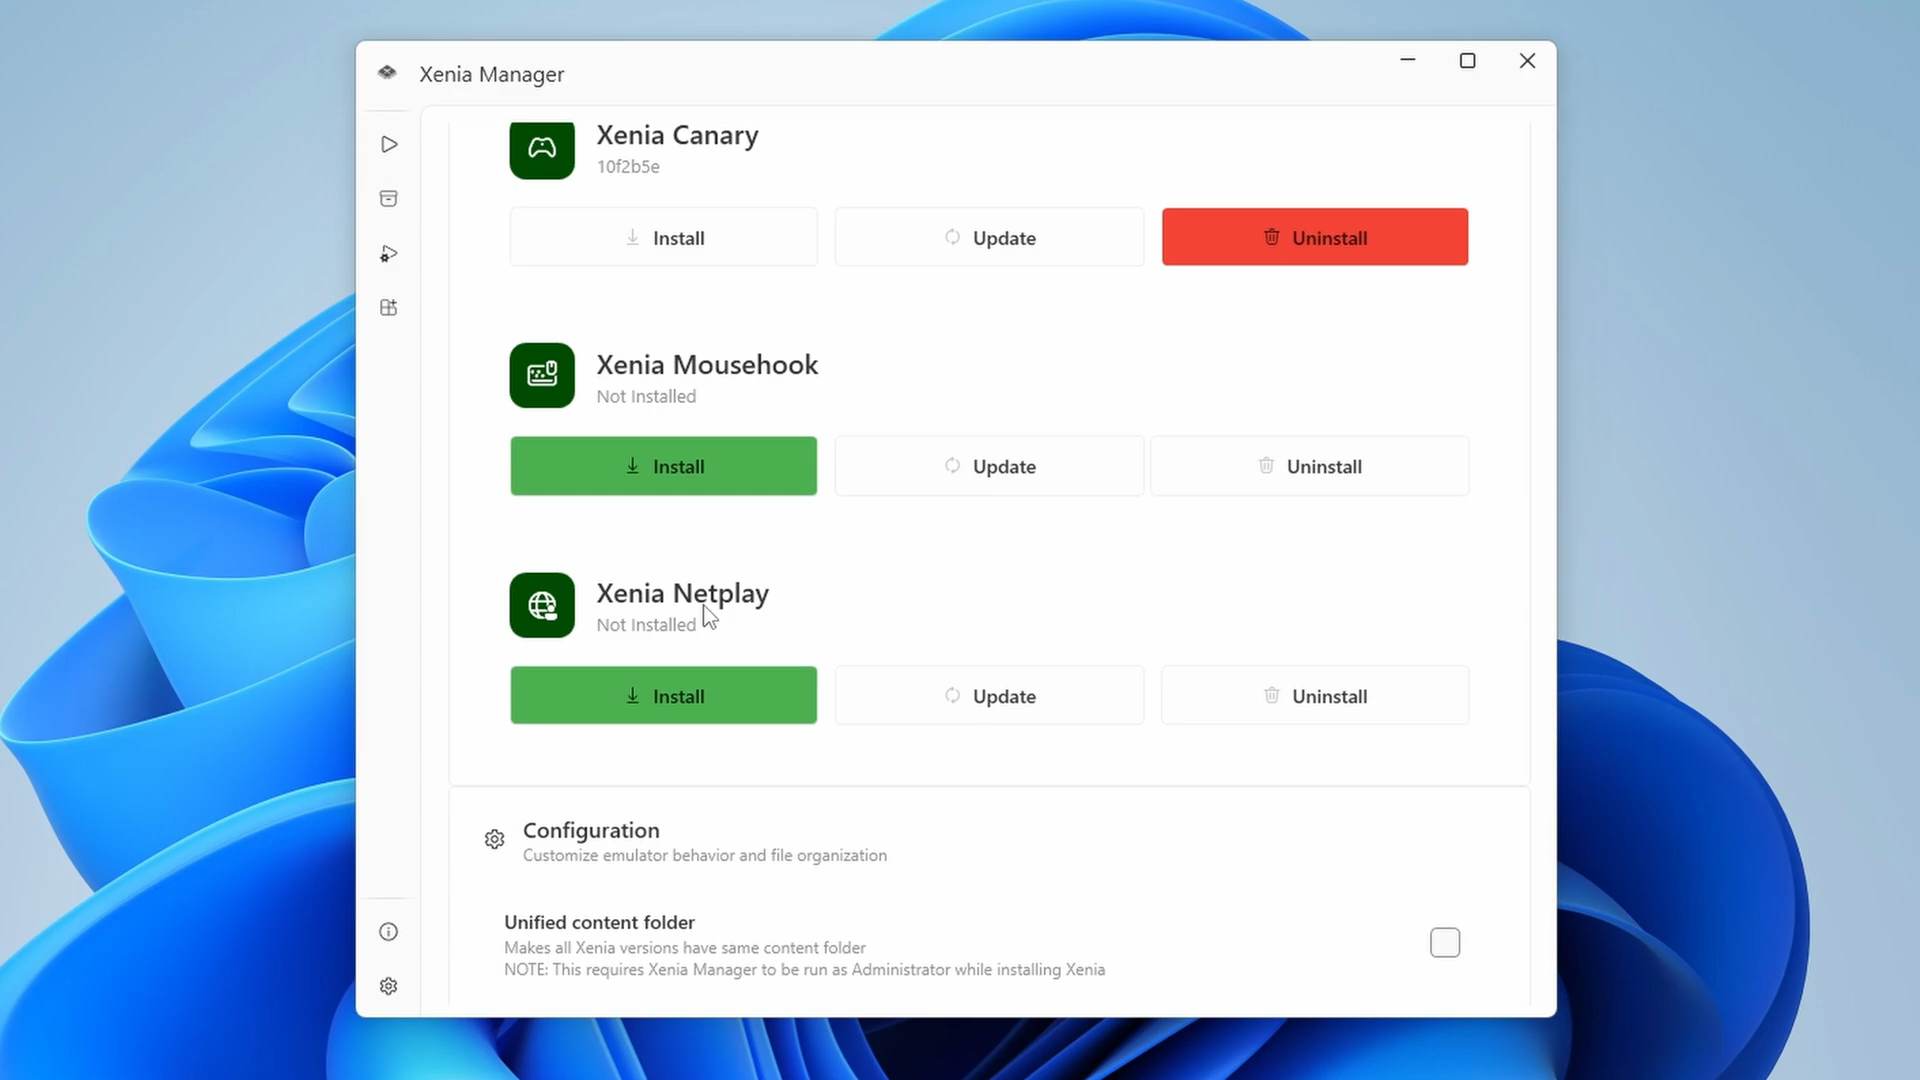 Xenia Manager
Xenia Canary
10f2b5e
Install
Update
Uninstall
Xenia Mousehook
Not Installed
Install
Update
Uninstall
Xenia Netplay
Not Installed
Install
Update
Uninstall
Configuration
Customize emulator behavior and file organization
Unified content folder
Makes all Xenia versions have same content folder
NOTE: This requires Xenia Manager to be run as Administrator while installing Xenia